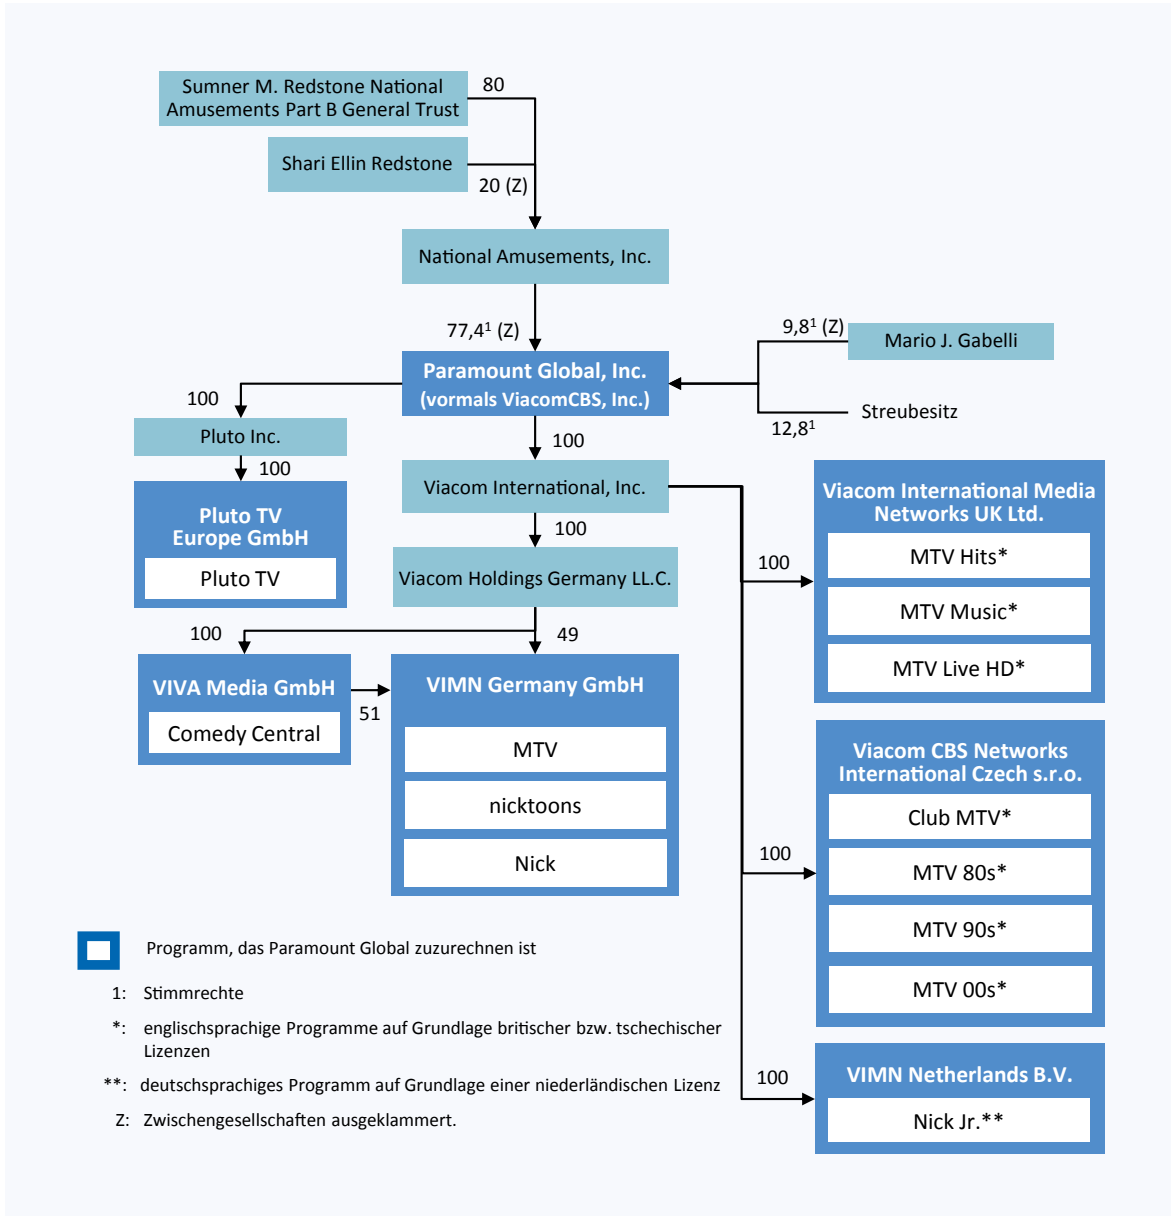 Sumner M. Redstone National
Amusements Part B General Trust
80
Shari Ellin Redstone
20 (Z)
National Amusements, Inc.
77,4¹ (Z)
9,8¹ (Z)
Mario J. Gabelli
Paramount Global, Inc.
(vormals ViacomCBS, Inc.)
Streubesitz
12,8¹
100
Pluto Inc.
100
Pluto TV
Europe GmbH
Pluto TV
100
Viacom International, Inc.
100
Viacom Holdings Germany LL.C.
100
49
VIVA Media GmbH
Comedy Central
51
VIMN Germany GmbH
MTV
nicktoons
Nick
100
Viacom International Media
Networks UK Ltd.
MTV Hits*
MTV Music*
MTV Live HD*
100
Viacom CBS Networks
International Czech s.r.o.
Club MTV*
MTV 80s*
MTV 90s*
MTV 00s*
100
VIMN Netherlands B.V.
Nick Jr.**
Programm, das Paramount Global zuzurechnen ist
1: Stimmrechte
*: englischsprachige Programme auf Grundlage britischer bzw. tschechischer
Lizenzen
**: deutschsprachiges Programm auf Grundlage einer niederländischen Lizenz
Z: Zwischengesellschaften ausgeklammert.